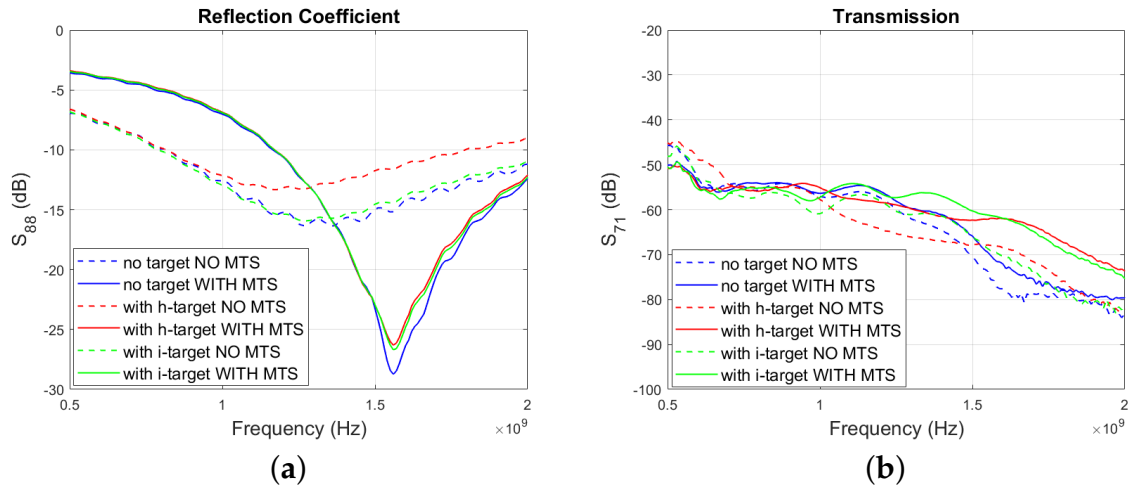 Reflection Coefficient
0
-5
-10
-15
-20
-25
-30
S88 (dB)
no target NO MTS
no target WITH MTS
with h-target NO MTS
with h-target WITH MTS
with i-target NO MTS
with i-target WITH MTS
0.5
1
1.5
2
Frequency (Hz)
×10^9
(a)
Transmission
-20
-30
-40
-50
-60
-70
-80
-90
-100
S71 (dB)
no target NO MTS
no target WITH MTS
with h-target NO MTS
with h-target WITH MTS
with i-target NO MTS
with i-target WITH MTS
0.5
1
1.5
2
Frequency (Hz)
×10^9
(b)